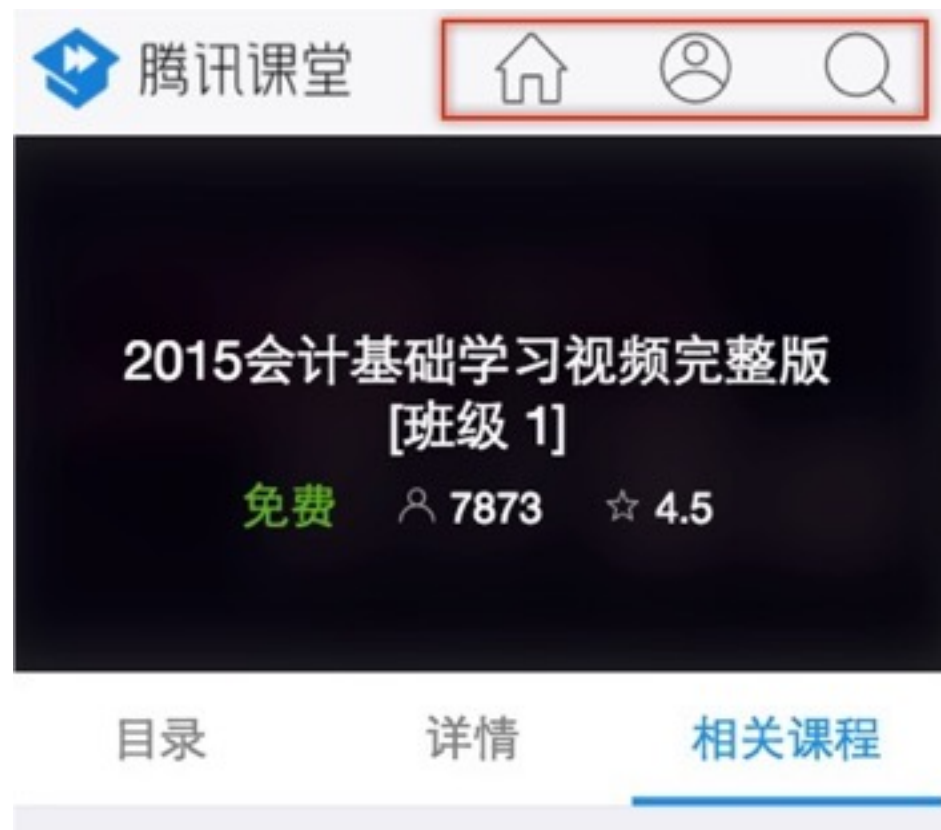 腾讯课堂
2015会计基础学习视频完整版
[班级 1]
免费 7873 4.5
目录 详情 相关课程